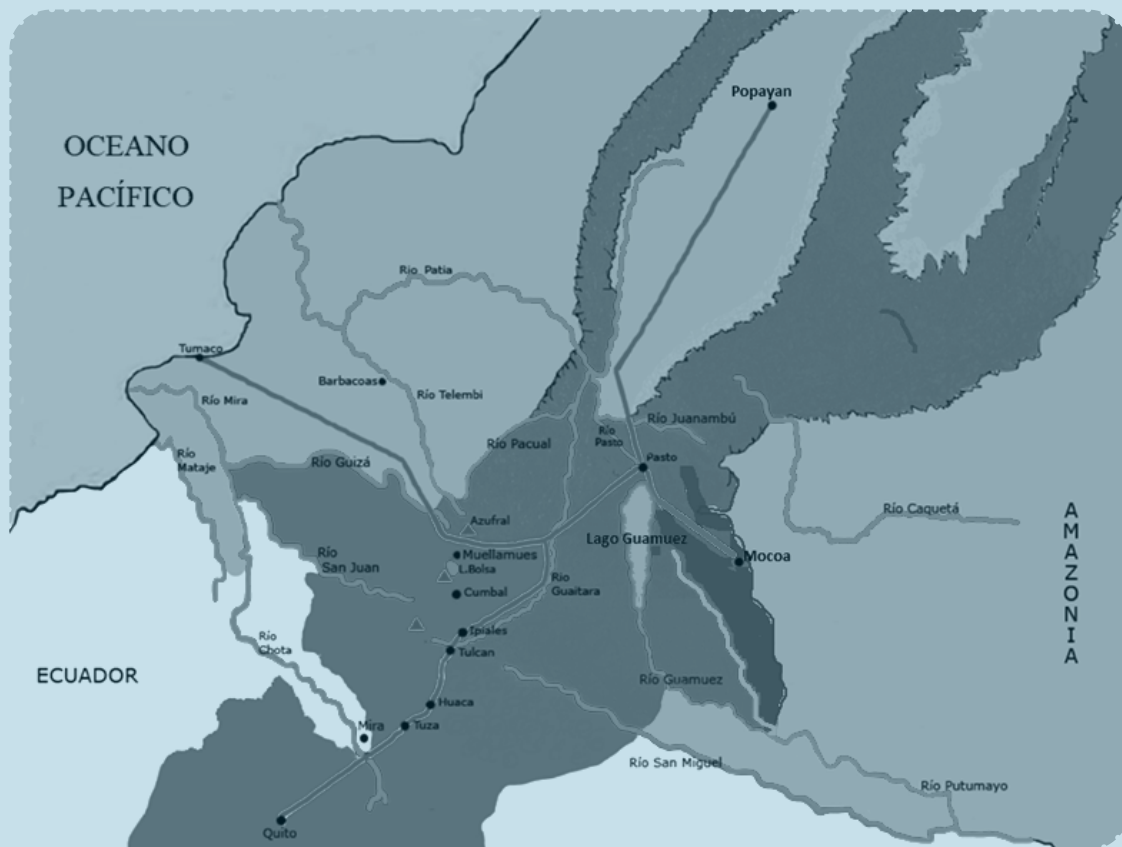 Popayan
OCEANO
PACÍFICO
Río Patia
Tumaco
Barbacoas
Río Telembi
Río Mira
Río Juanambú
Río
Pasto
Río Pacual
Río
Mataje
Río Guizá
Pasto
Río Caquetá
AMAZONIA
Azufral
Lago Guamuez
Muellamues
Mocoa
Río
San Juan
L.Bolsa
Cumbal
Río
Guaitara
Ipiales
Río
Chota
Tulcan
ECUADOR
Río Guamuez
Huaca
Mira
Tuza
Río San Miguel
Río Putumayo
Quito